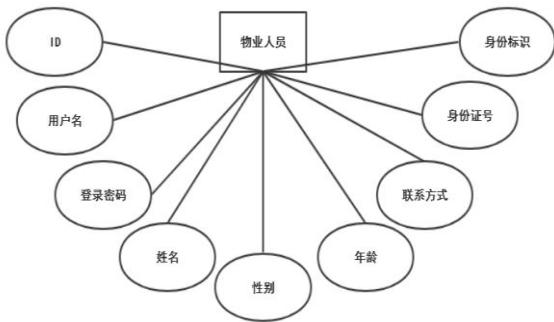 ID
物业人员
身份标识
用户名
身份证号
登录密码
联系方式
姓名
年龄
性别